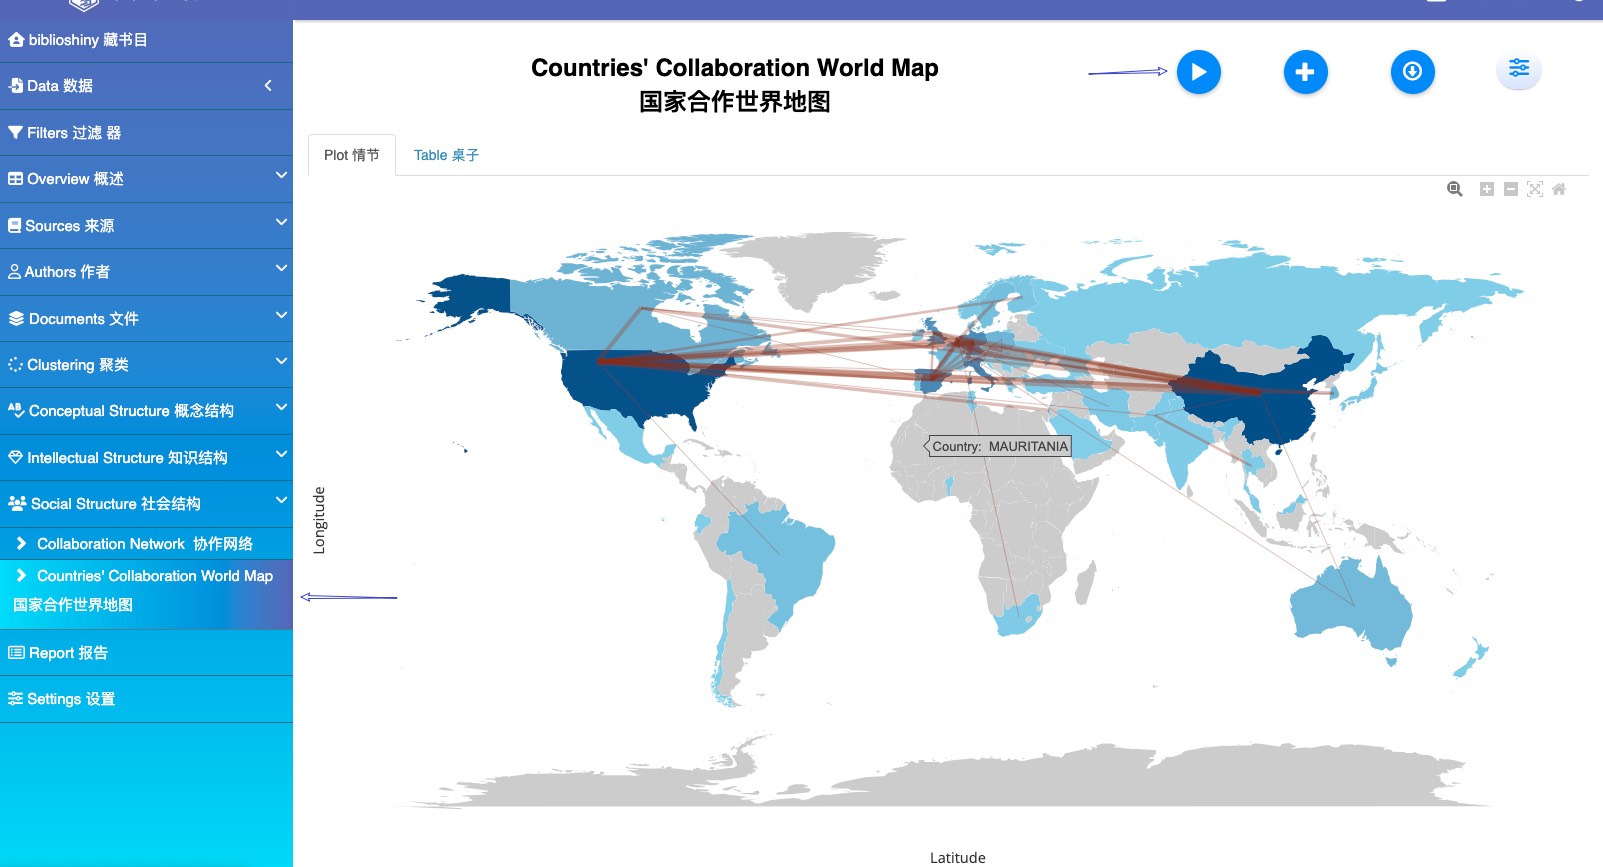 biblioshiny 藏书目
Data 数据
Filters 过滤 器
Overview 概述
Sources 来源
Authors 作者
Documents 文件
Clustering 聚类
Conceptual Structure 概念结构
Intellectual Structure 知识结构
Social Structure 社会结构
Collaboration Network 协作网络
Countries' Collaboration World Map
国家合作世界地图
Report 报告
Settings 设置
Countries' Collaboration World Map
国家合作世界地图
Plot 情节
Table 桌子
Country: MAURITANIA
Longitude
Latitude